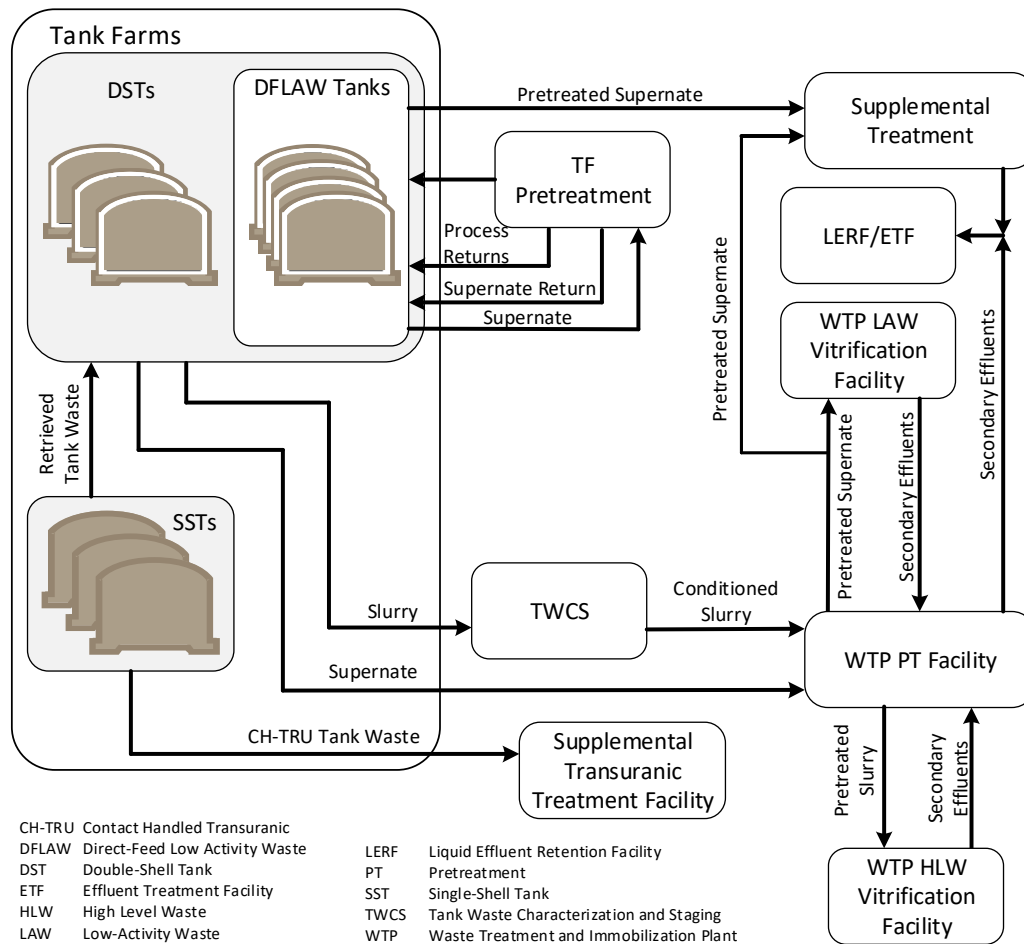 Tank Farms
DSTs
DFLAW Tanks
Pretreated Supernate
Supplemental
Treatment
TF
Pretreatment
Process
Returns
Supernate Return
Supernate
LERF/ETF
Pretreated Supernate
WTP LAW
Vitrification
Facility
Secondary Effluents
Retrieved
Tank Waste
SSTs
Pretreated Supernate
Secondary Effluents
Slurry
TWCS
Conditioned
Slurry
WTP PT Facility
Supernate
CH-TRU Tank Waste
Supplemental
Transuranic
Treatment Facility
Pretreated
Slurry
Secondary
Effluents
WTP HLW
Vitrification
Facility
CH-TRU Contact Handled Transuranic
DFLAW Direct-Feed Low Activity Waste
DST Double-Shell Tank
ETF Effluent Treatment Facility
HLW High Level Waste
LAW Low-Activity Waste
LERF Liquid Effluent Retention Facility
PT Pretreatment
SST Single-Shell Tank
TWCS Tank Waste Characterization and Staging
WTP Waste Treatment and Immobilization Plant